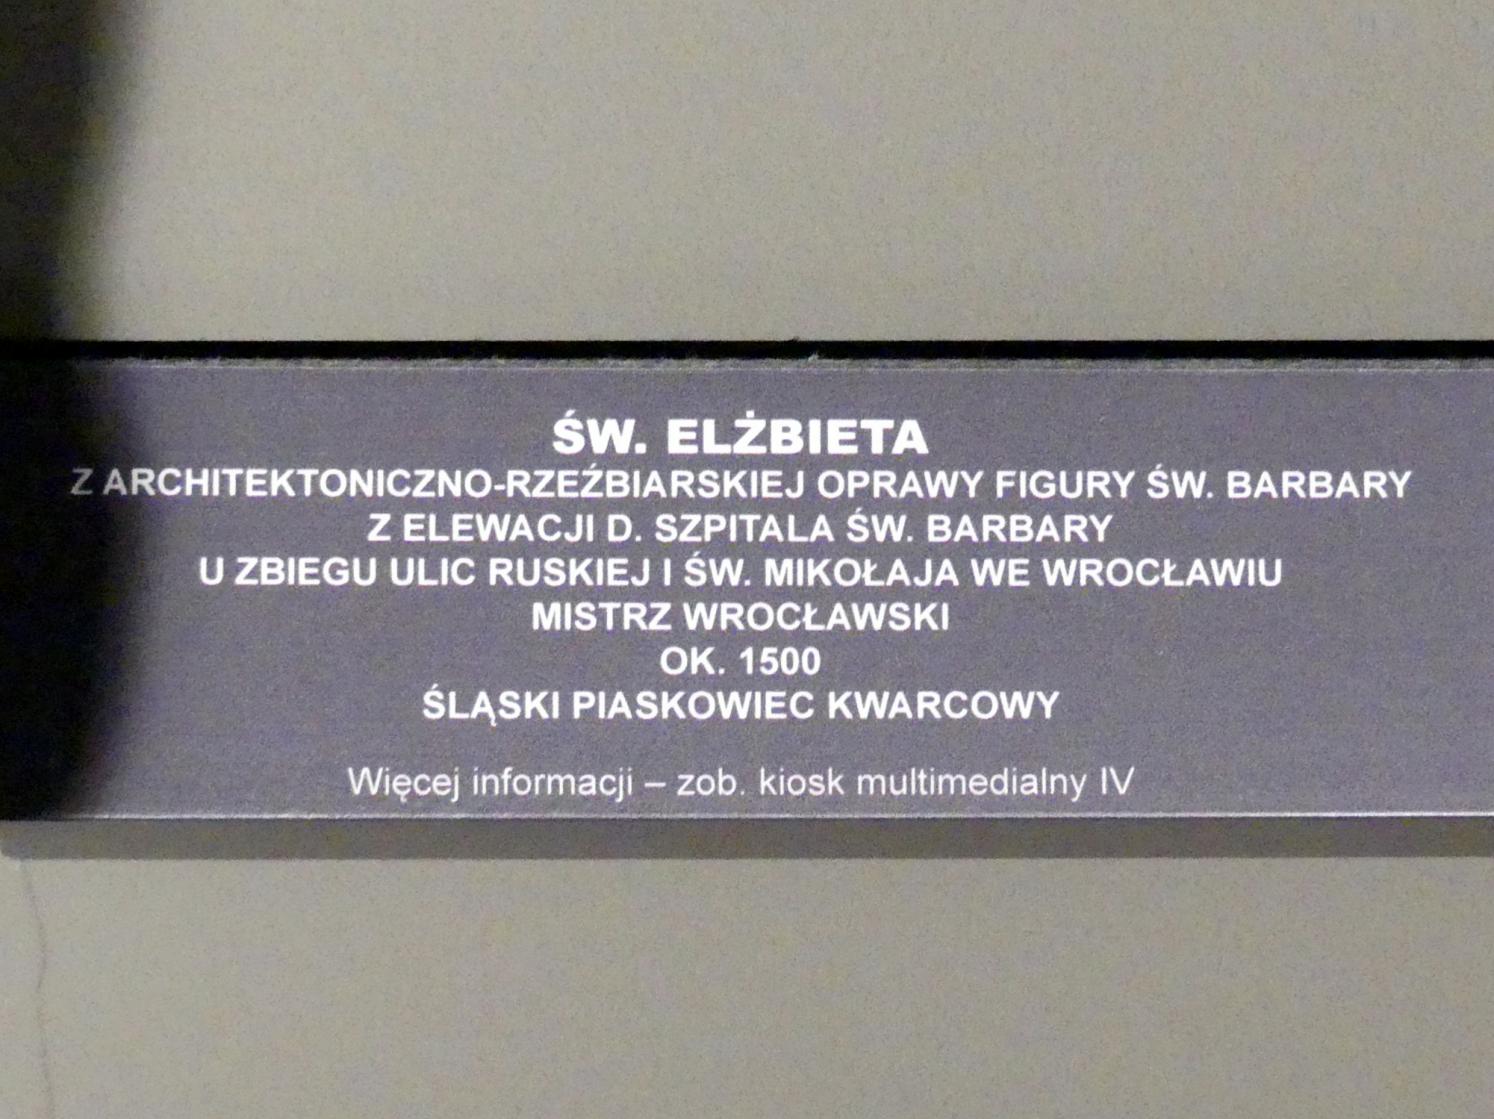 ŚW. ELŻBIETA
Z ARCHITEKTONICZNO-RZEŹBIARSKIEJ OPRAWY FIGURY ŚW. BARBARY
Z ELEWACJI D. SZPITALA ŚW. BARBARY
U ZBIEGU ULIC RUSKIEJ I ŚW. MIKOŁAJA WE WROCŁAWIU
MISTRZ WROCŁAWSKI
OK. 1500
ŚLĄSKI PIASKOWIEC KWARCOWY
Więcej informacji – zob. kiosk multimedialny IV